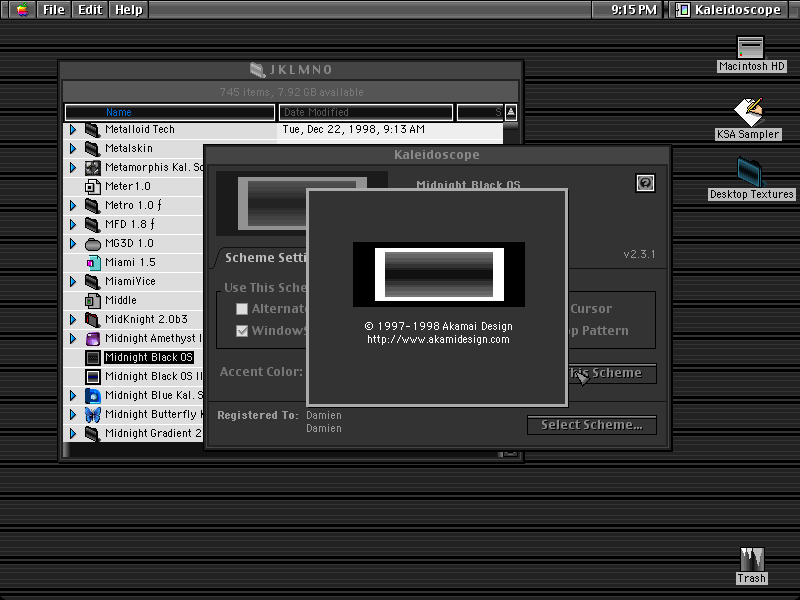 File Edit Help
9:15 PM
Kaleidoscope
JKLMNO
745 items, 7.92 GB available
Name
Date Modified
S
Metalloid Tech
Tue, Dec 22, 1998, 9:13 AM
Metalskin
Metamorphis Kal. Sc
Meter1.0
Metro 1.0 ƒ
MFD 1.8 ƒ
MG3D 1.0
Miami 1.5
MiamiVice
Middle
MidKnight 2.0b3
Midnight Amethyst
Midnight Black OS
Midnight Black OS II
Midnight Blue Kal. S
Midnight Butterfly K
Midnight Gradient 2
Kaleidoscope
Midnight Black OS
Scheme Setti
v2.3.1
Use This Sche
Alternat
Cursor
Window
p Pattern
Accent Color:
his Scheme
Registered To: Damien
Damien
Select Scheme...
© 1997-1998 Akamai Design
http://www.akamidesign.com
Macintosh HD
KSA Sampler
Desktop Textures
Trash